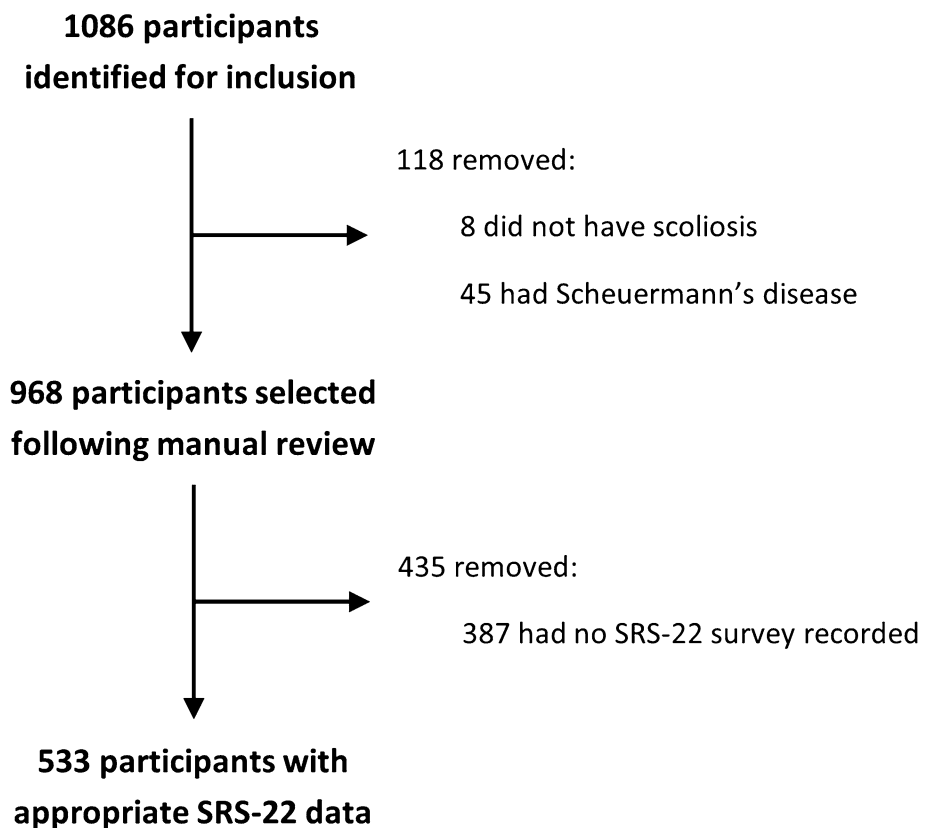 1086 participants
identified for inclusion
118 removed:
8 did not have scoliosis
45 had Scheuermann’s disease
968 participants selected
following manual review
435 removed:
387 had no SRS-22 survey recorded
533 participants with
appropriate SRS-22 data